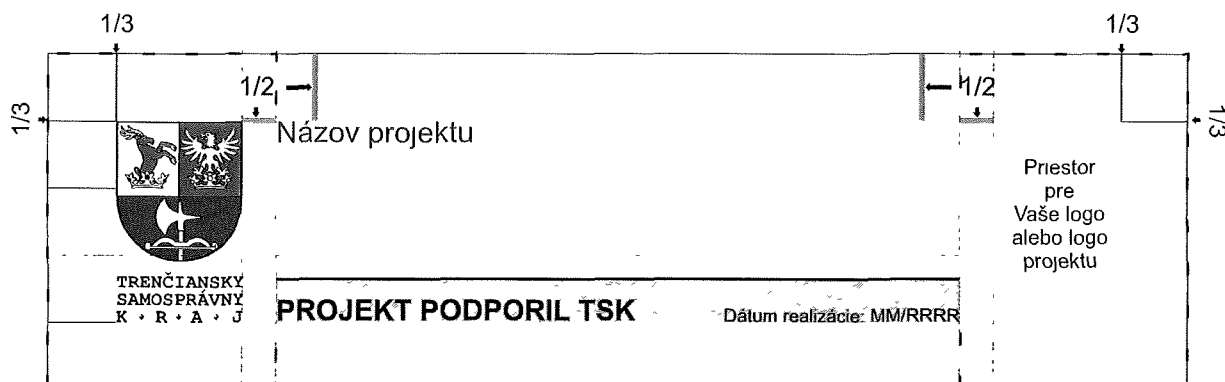 1/3
1/3
1/2
1/2
1/3
1/3
Názov projektu
Priestor
pre
Vaše logo
alebo logo
projektu
TRENČIANSKY
SAMOSPRÁVNY
K · R · A · J
PROJEKT PODPORIL TSK
Dátum realizácie: MM/RRRR